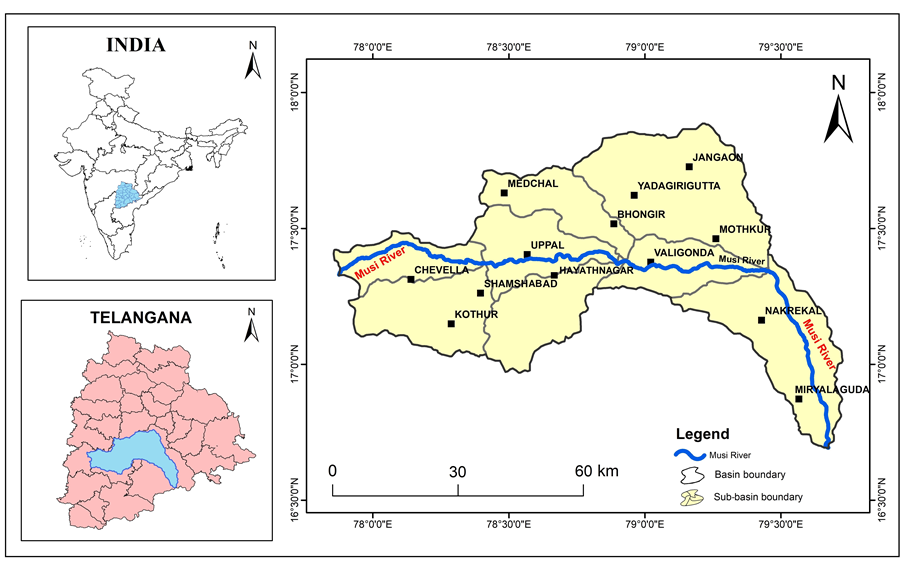 INDIA
N
TELANGANA
N
78°0'0"E
78°30'0"E
79°0'0"E
79°30'0"E
18°0'0"N
17°30'0"N
17°0'0"N
16°30'0"N
18°0'0"N
17°30'0"N
17°0'0"N
16°30'0"N
N
JANGAON
MEDCHAL
YADAGIRIGUTTA
BHONGIR
MOTHKUR
UPPAL
VALIGONDA
Musi River
Musi River
CHEVELLA
HAYATHNAGAR
SHAMSHABAD
KOTHUR
NAKREKAL
Musi River
MIRYALAGUDA
Legend
Musi River
Basin boundary
Sub-basin boundary
0
30
60 km
78°0'0"E
78°30'0"E
79°0'0"E
79°30'0"E